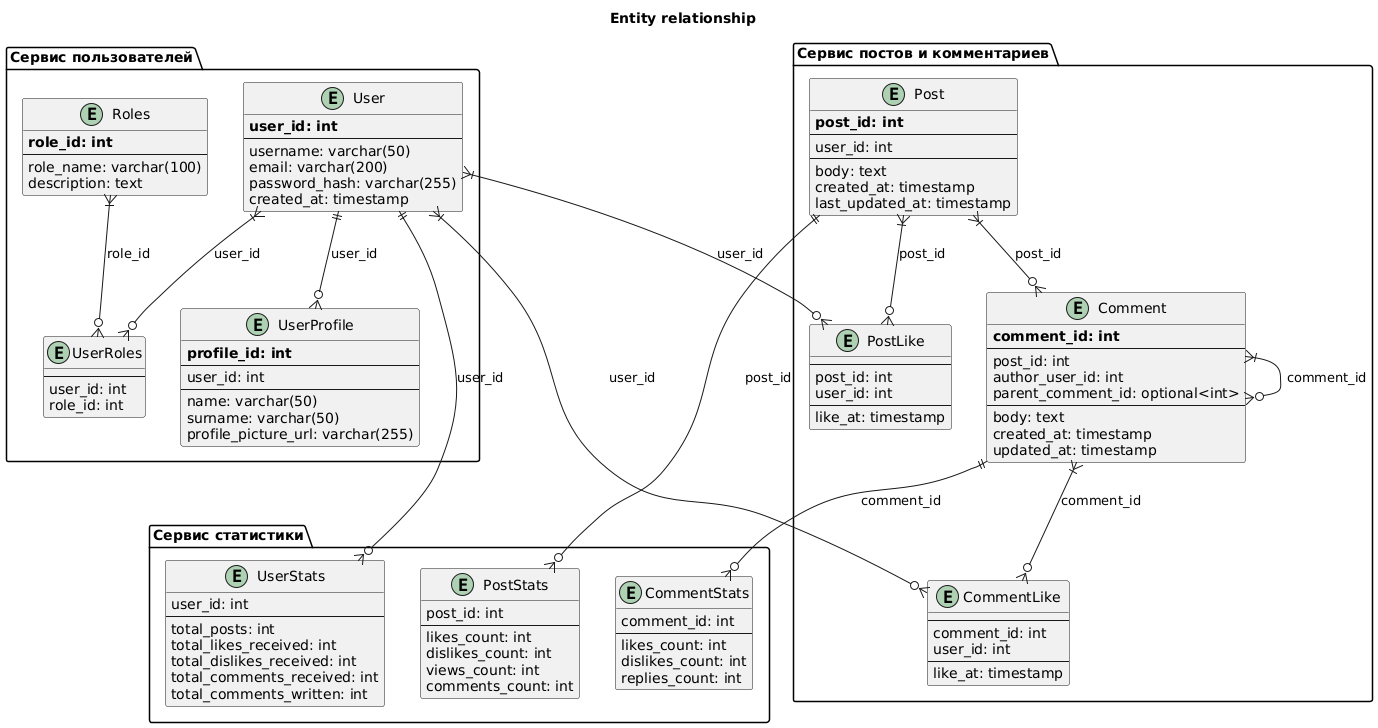 Entity relationship
Сервис пользователей
E Roles
role_id: int
role_name: varchar(100)
description: text
E User
user_id: int
username: varchar(50)
email: varchar(200)
password_hash: varchar(255)
created_at: timestamp
role_id
user_id
user_id
E UserRoles
user_id: int
role_id: int
E UserProfile
profile_id: int
user_id: int
name: varchar(50)
surname: varchar(50)
profile_picture_url: varchar(255)
user_id
user_id
user_id
post_id
Сервис постов и комментариев
E Post
post_id: int
user_id: int
body: text
created_at: timestamp
last_updated_at: timestamp
post_id
post_id
E PostLike
post_id: int
user_id: int
like_at: timestamp
E Comment
comment_id: int
post_id: int
author_user_id: int
parent_comment_id: optional<int>
body: text
created_at: timestamp
updated_at: timestamp
comment_id
comment_id
comment_id
E CommentLike
comment_id: int
user_id: int
like_at: timestamp
Сервис статистики
E UserStats
user_id: int
total_posts: int
total_likes_received: int
total_dislikes_received: int
total_comments_received: int
total_comments_written: int
E PostStats
post_id: int
likes_count: int
dislikes_count: int
views_count: int
comments_count: int
E CommentStats
comment_id: int
likes_count: int
dislikes_count: int
replies_count: int